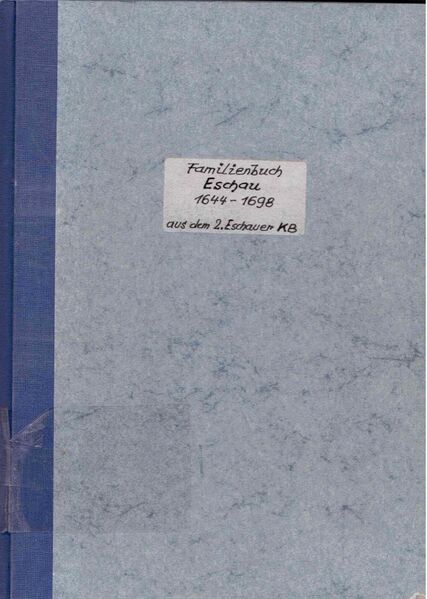 Familienbuch
Eschau
1644-1698
aus dem 2. Eschauer KB